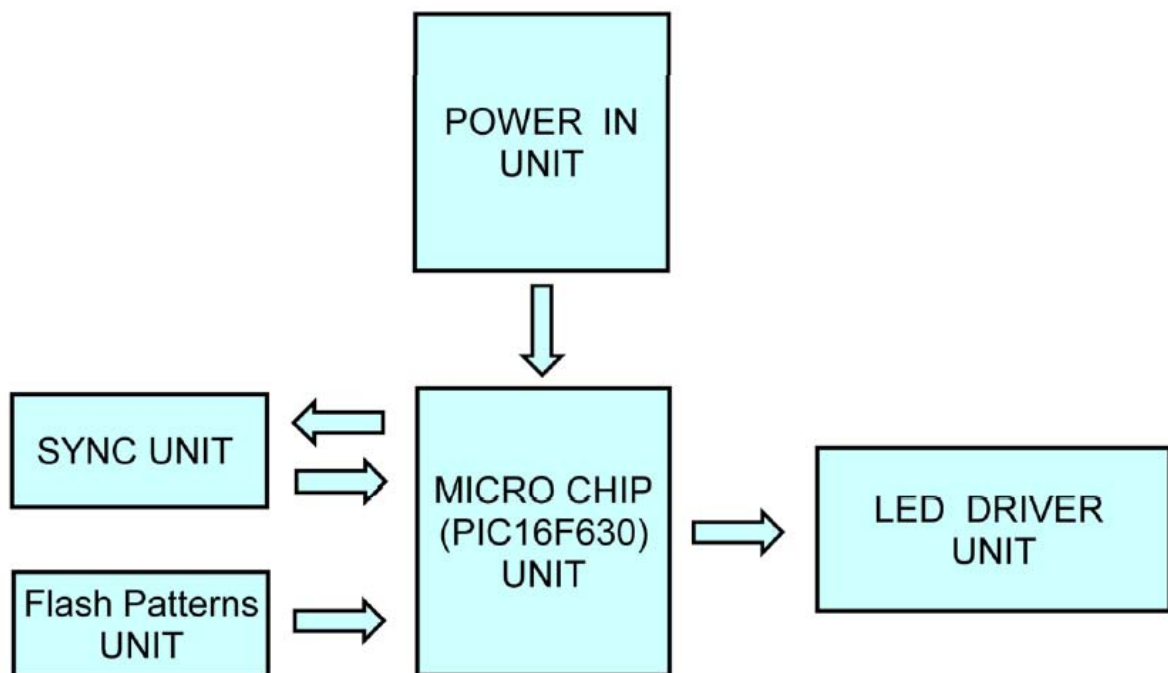 POWER IN
UNIT
SYNC UNIT
MICRO CHIP
(PIC16F630)
UNIT
LED DRIVER
UNIT
Flash Patterns
UNIT